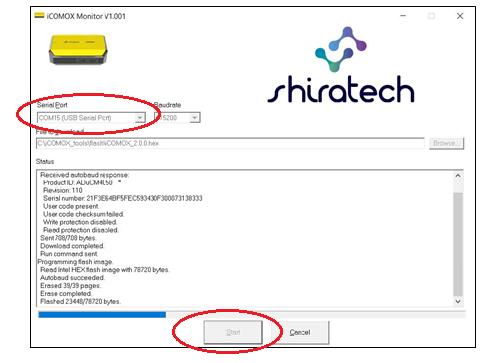 iCOMOX Monitor V1.001
shiratech
Serial Port
Baudrate
COM15 (USB Serial Port)
15200
File to download
C:\iCOMOX_tools\flash\iCOMOX_2.0.0.hex
Browse...
Status
Received autobaud response:
Product ID: ADuCM4150 "
Revision: 110
Serial number: 21F3E64BF5FEC593430F300073138333
User code present.
User code checksum failed.
Write protection disabled.
Read protection disabled.
Sent 708/708 bytes.
Download completed.
Run command sent.
Programming flash image.
Read Intel HEX flash image with 78720 bytes.
Autobaud succeeded.
Erased 39/39 pages.
Erase completed.
Flashed 23448/78720 bytes.
Start
Cancel